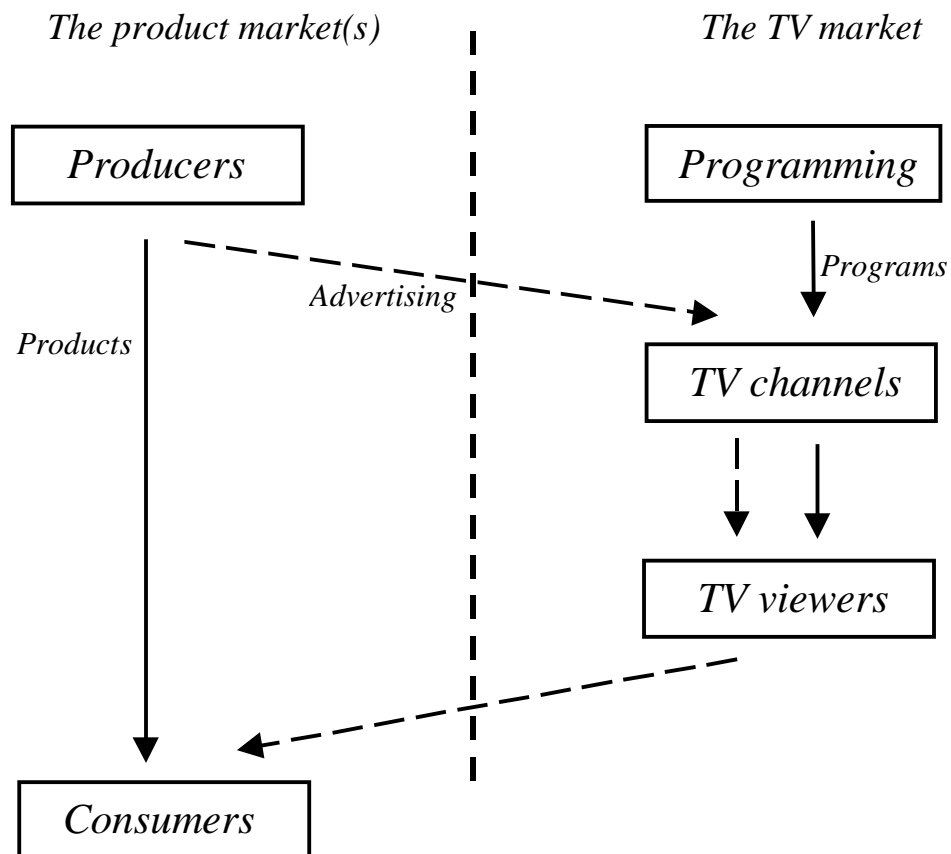 The product market(s)
The TV market
Producers
Programming
Programs
Advertising
Products
TV channels
TV viewers
Consumers